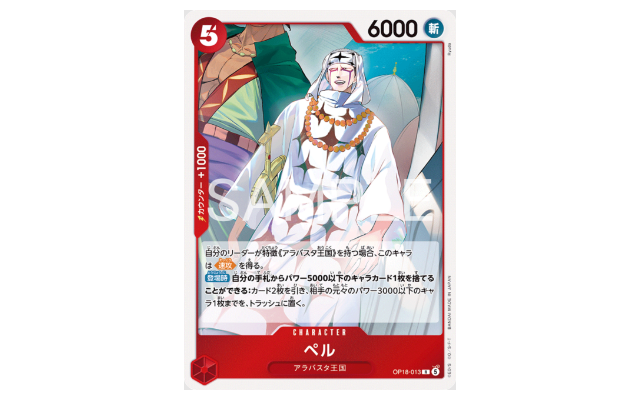 5
6000
斬
カウンター +1000
SAMPLE
自分のリーダーが特徴《アラバスタ王国》を持つ場合、このキャラ
は 速攻 を得る。
登場時 自分の手札からパワー5000以下のキャラカード1枚を捨てる
ことができる：カード2枚を引き、相手の元々のパワー3000以下のキャ
ラ1枚までを、トラッシュに置く。
CHARACTER
ペル
アラバスタ王国
OP18-013 R